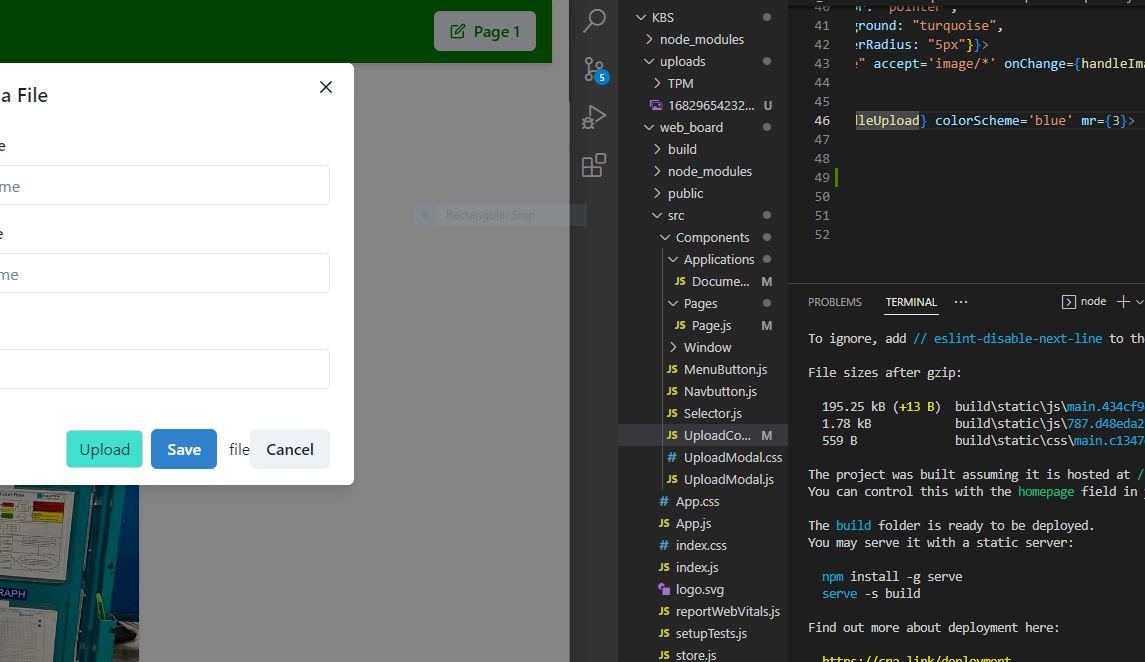 Page 1
a File
e
me
e
me
Upload
Save
file
Cancel
Rectangular Snip
RAPH
5
KBS
node_modules
uploads
TPM
16829654232... U
web_board
build
node_modules
public
src
Components
Applications
JS Docume... M
Pages
JS Page.js M
Window
JS MenuButton.js
JS Navbutton.js
JS Selector.js
JS UploadCo... M
# UploadModal.css
JS UploadModal.js
# App.css
JS App.js
# index.css
JS index.js
logo.svg
JS reportWebVitals.js
JS setupTests.js
JS store.js
40 or: "pointer",
41 ground: "turquoise",
42 erRadius: "5px"}}>
43 e" accept='image/*' onChange={handleIma
44
45
46 dleUpload} colorScheme='blue' mr={3}>
47
48
49
50
51
52
PROBLEMS TERMINAL ... node
To ignore, add // eslint-disable-next-line to th
File sizes after gzip:
195.25 kB (+13 B) build\static\js\main.434cf9
1.78 kB build\static\js\787.d48eda2
559 B build\static\css\main.c1347
The project was built assuming it is hosted at /
You can control this with the homepage field in
The build folder is ready to be deployed.
You may serve it with a static server:
npm install -g serve
serve -s build
Find out more about deployment here:
https://cra.link/deployment